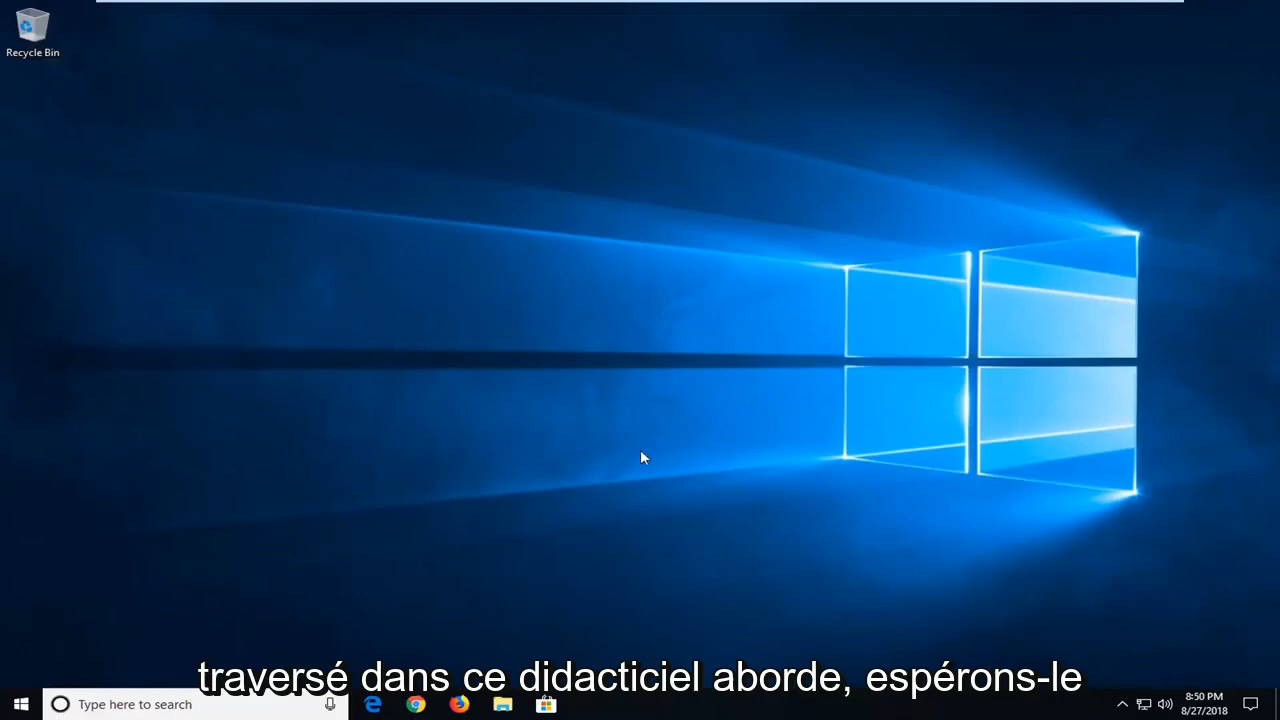 Recycle Bin
traversé dans ce didacticiel aborde, espérons-le
Type here to search
8:50 PM
8/27/2018